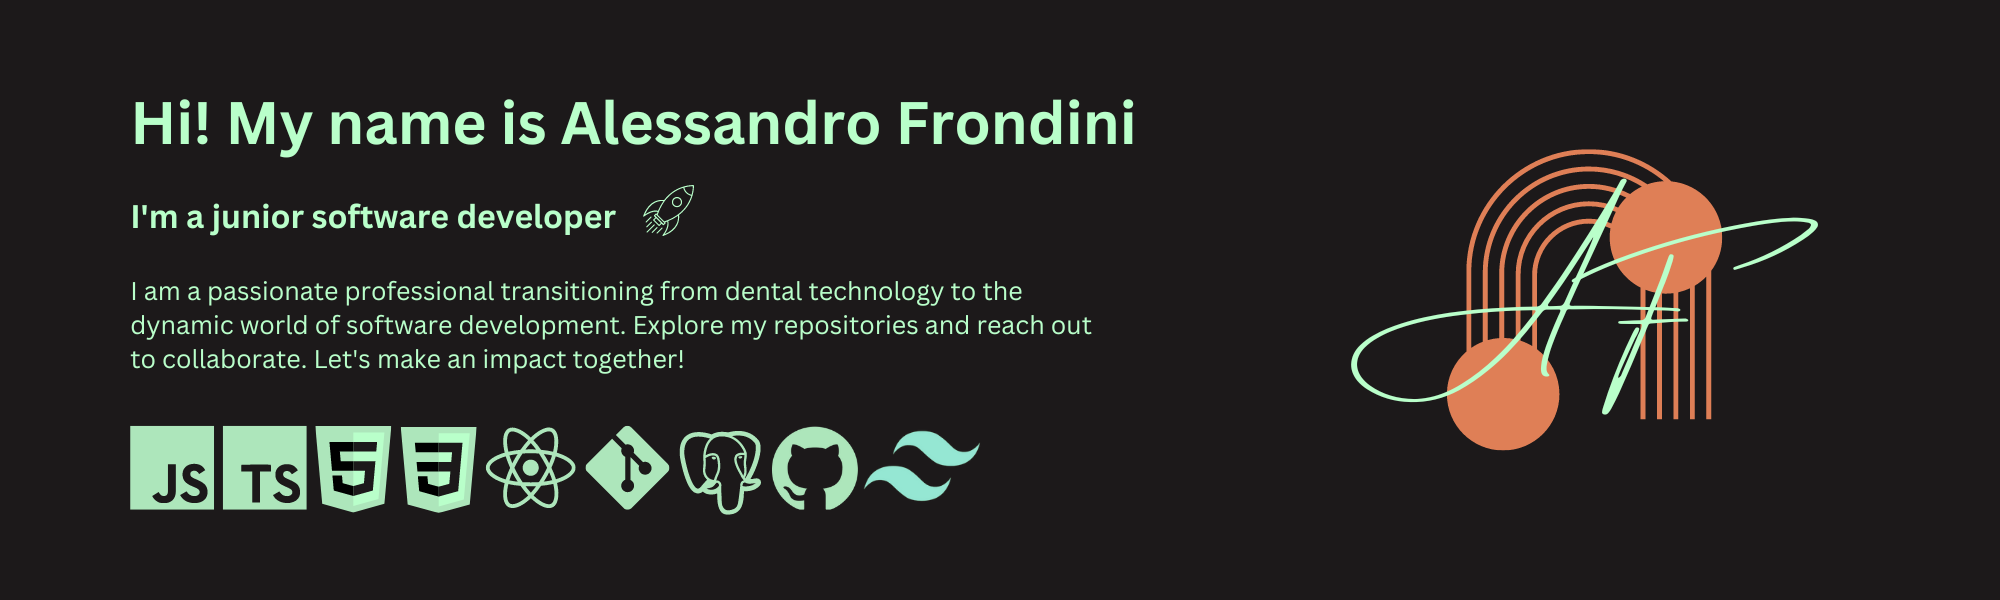 Hi! My name is Alessandro Frondini
I'm a junior software developer
I am a passionate professional transitioning from dental technology to the
dynamic world of software development. Explore my repositories and reach out
to collaborate. Let's make an impact together!
JS TS
AF